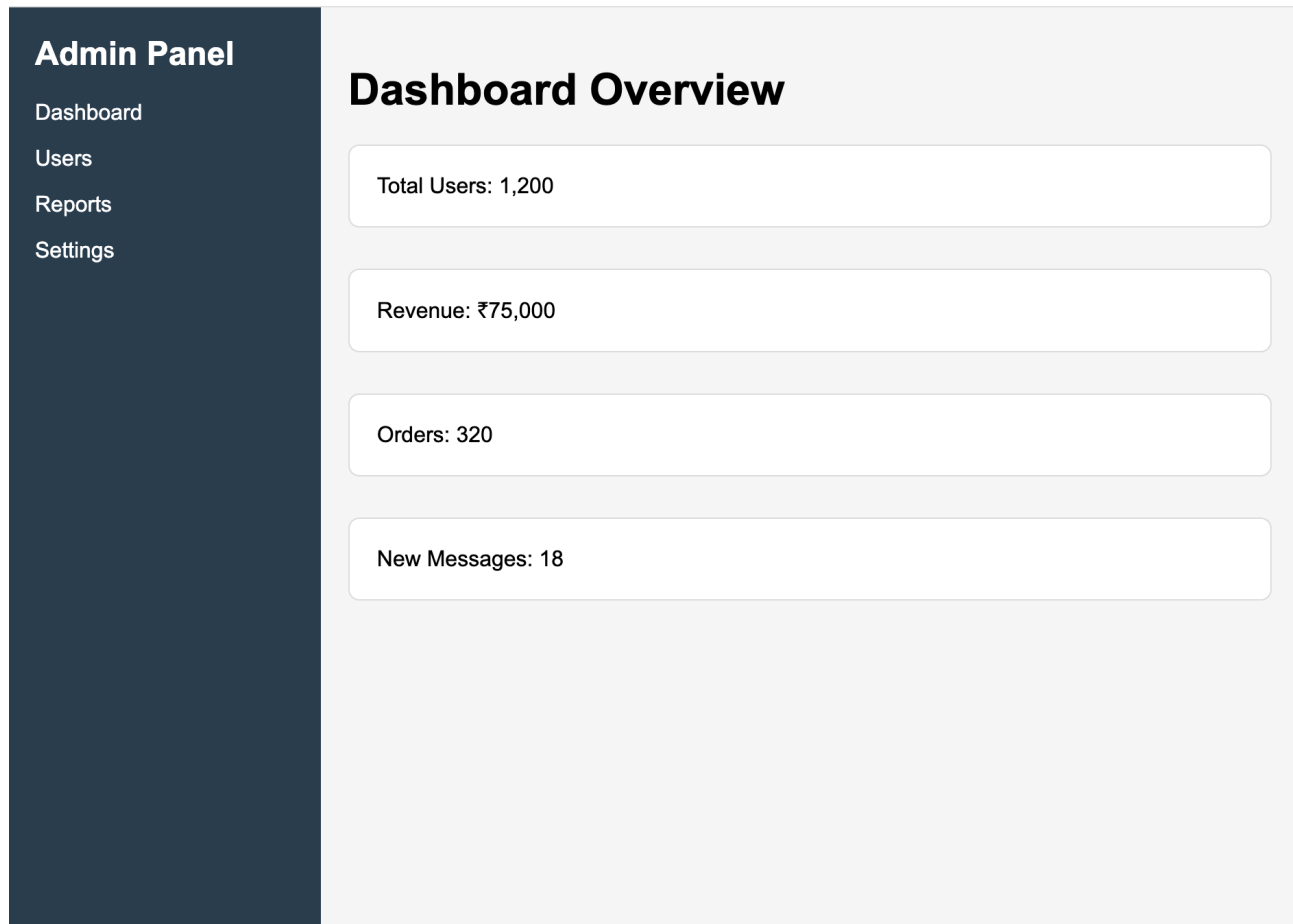 Admin Panel
Dashboard
Users
Reports
Settings
Dashboard Overview
Total Users: 1,200
Revenue: ₹75,000
Orders: 320
New Messages: 18